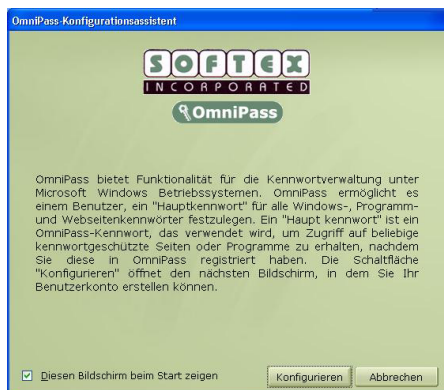 OmniPass-Konfigurationsassistent
SOFTEX
INCORPORATED
OmniPass
OmniPass bietet Funktionalität für die Kennwortverwaltung unter
Microsoft Windows Betriebssystemen. OmniPass ermöglicht es
einem Benutzer, ein "Hauptkennwort" für alle Windows-, Programm-
und Webseitenkennwörter festzulegen. Ein "Haupt kennwort" ist ein
OmniPass-Kennwort, das verwendet wird, um Zugriff auf beliebige
kennwortgeschützte Seiten oder Programme zu erhalten, nachdem
Sie diese in OmniPass registriert haben. Die Schaltfläche
"Konfigurieren" öffnet den nächsten Bildschirm, in dem Sie Ihr
Benutzerkonto erstellen können.
Diesen Bildschirm beim Start zeigen
Konfigurieren
Abbrechen